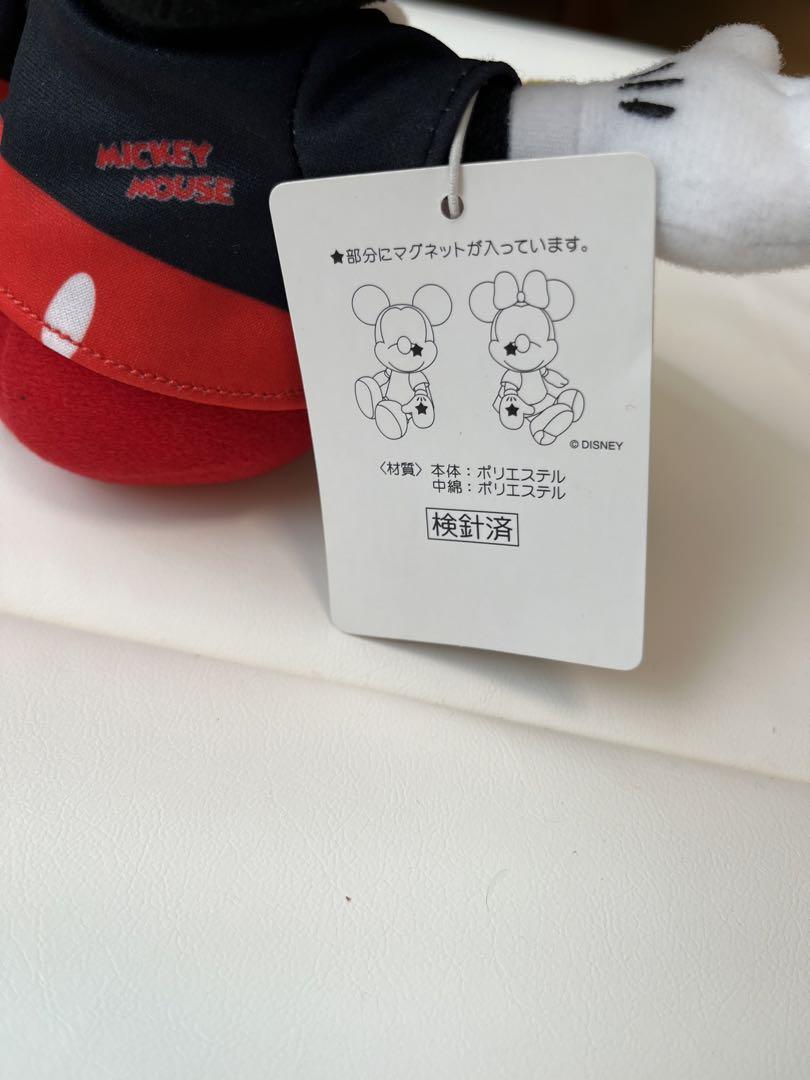 MICKEY
MOUSE
★部分にマグネットが入っています。
© DISNEY
〈材質〉本体：ポリエステル
中綿：ポリエステル
検針済